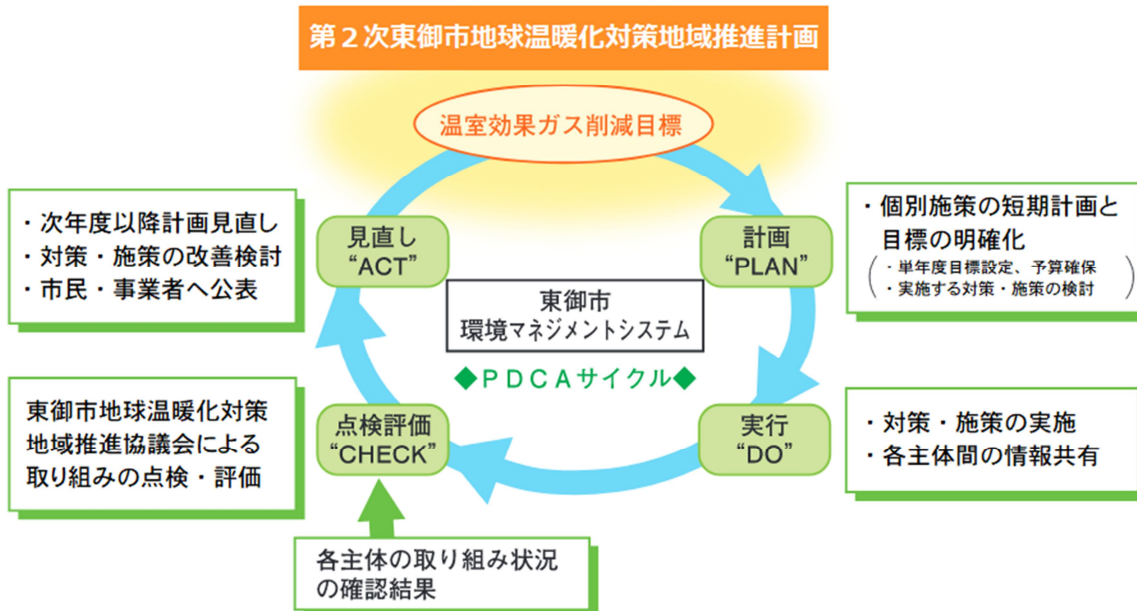 第２次東御市地球温暖化対策地域推進計画
温室効果ガス削減目標
・次年度以降計画見直し
・対策・施策の改善検討
・市民・事業者へ公表
見直し
“ACT”
計画
“PLAN”
・個別施策の短期計画と
目標の明確化
・単年度目標設定、予算確保
・実施する対策・施策の検討
東御市
環境マネジメントシステム
◆ＰＤＣＡサイクル◆
東御市地球温暖化対策
地域推進協議会による
取り組みの点検・評価
点検評価
“CHECK”
実行
“DO”
・対策・施策の実施
・各主体間の情報共有
各主体の取り組み状況
の確認結果